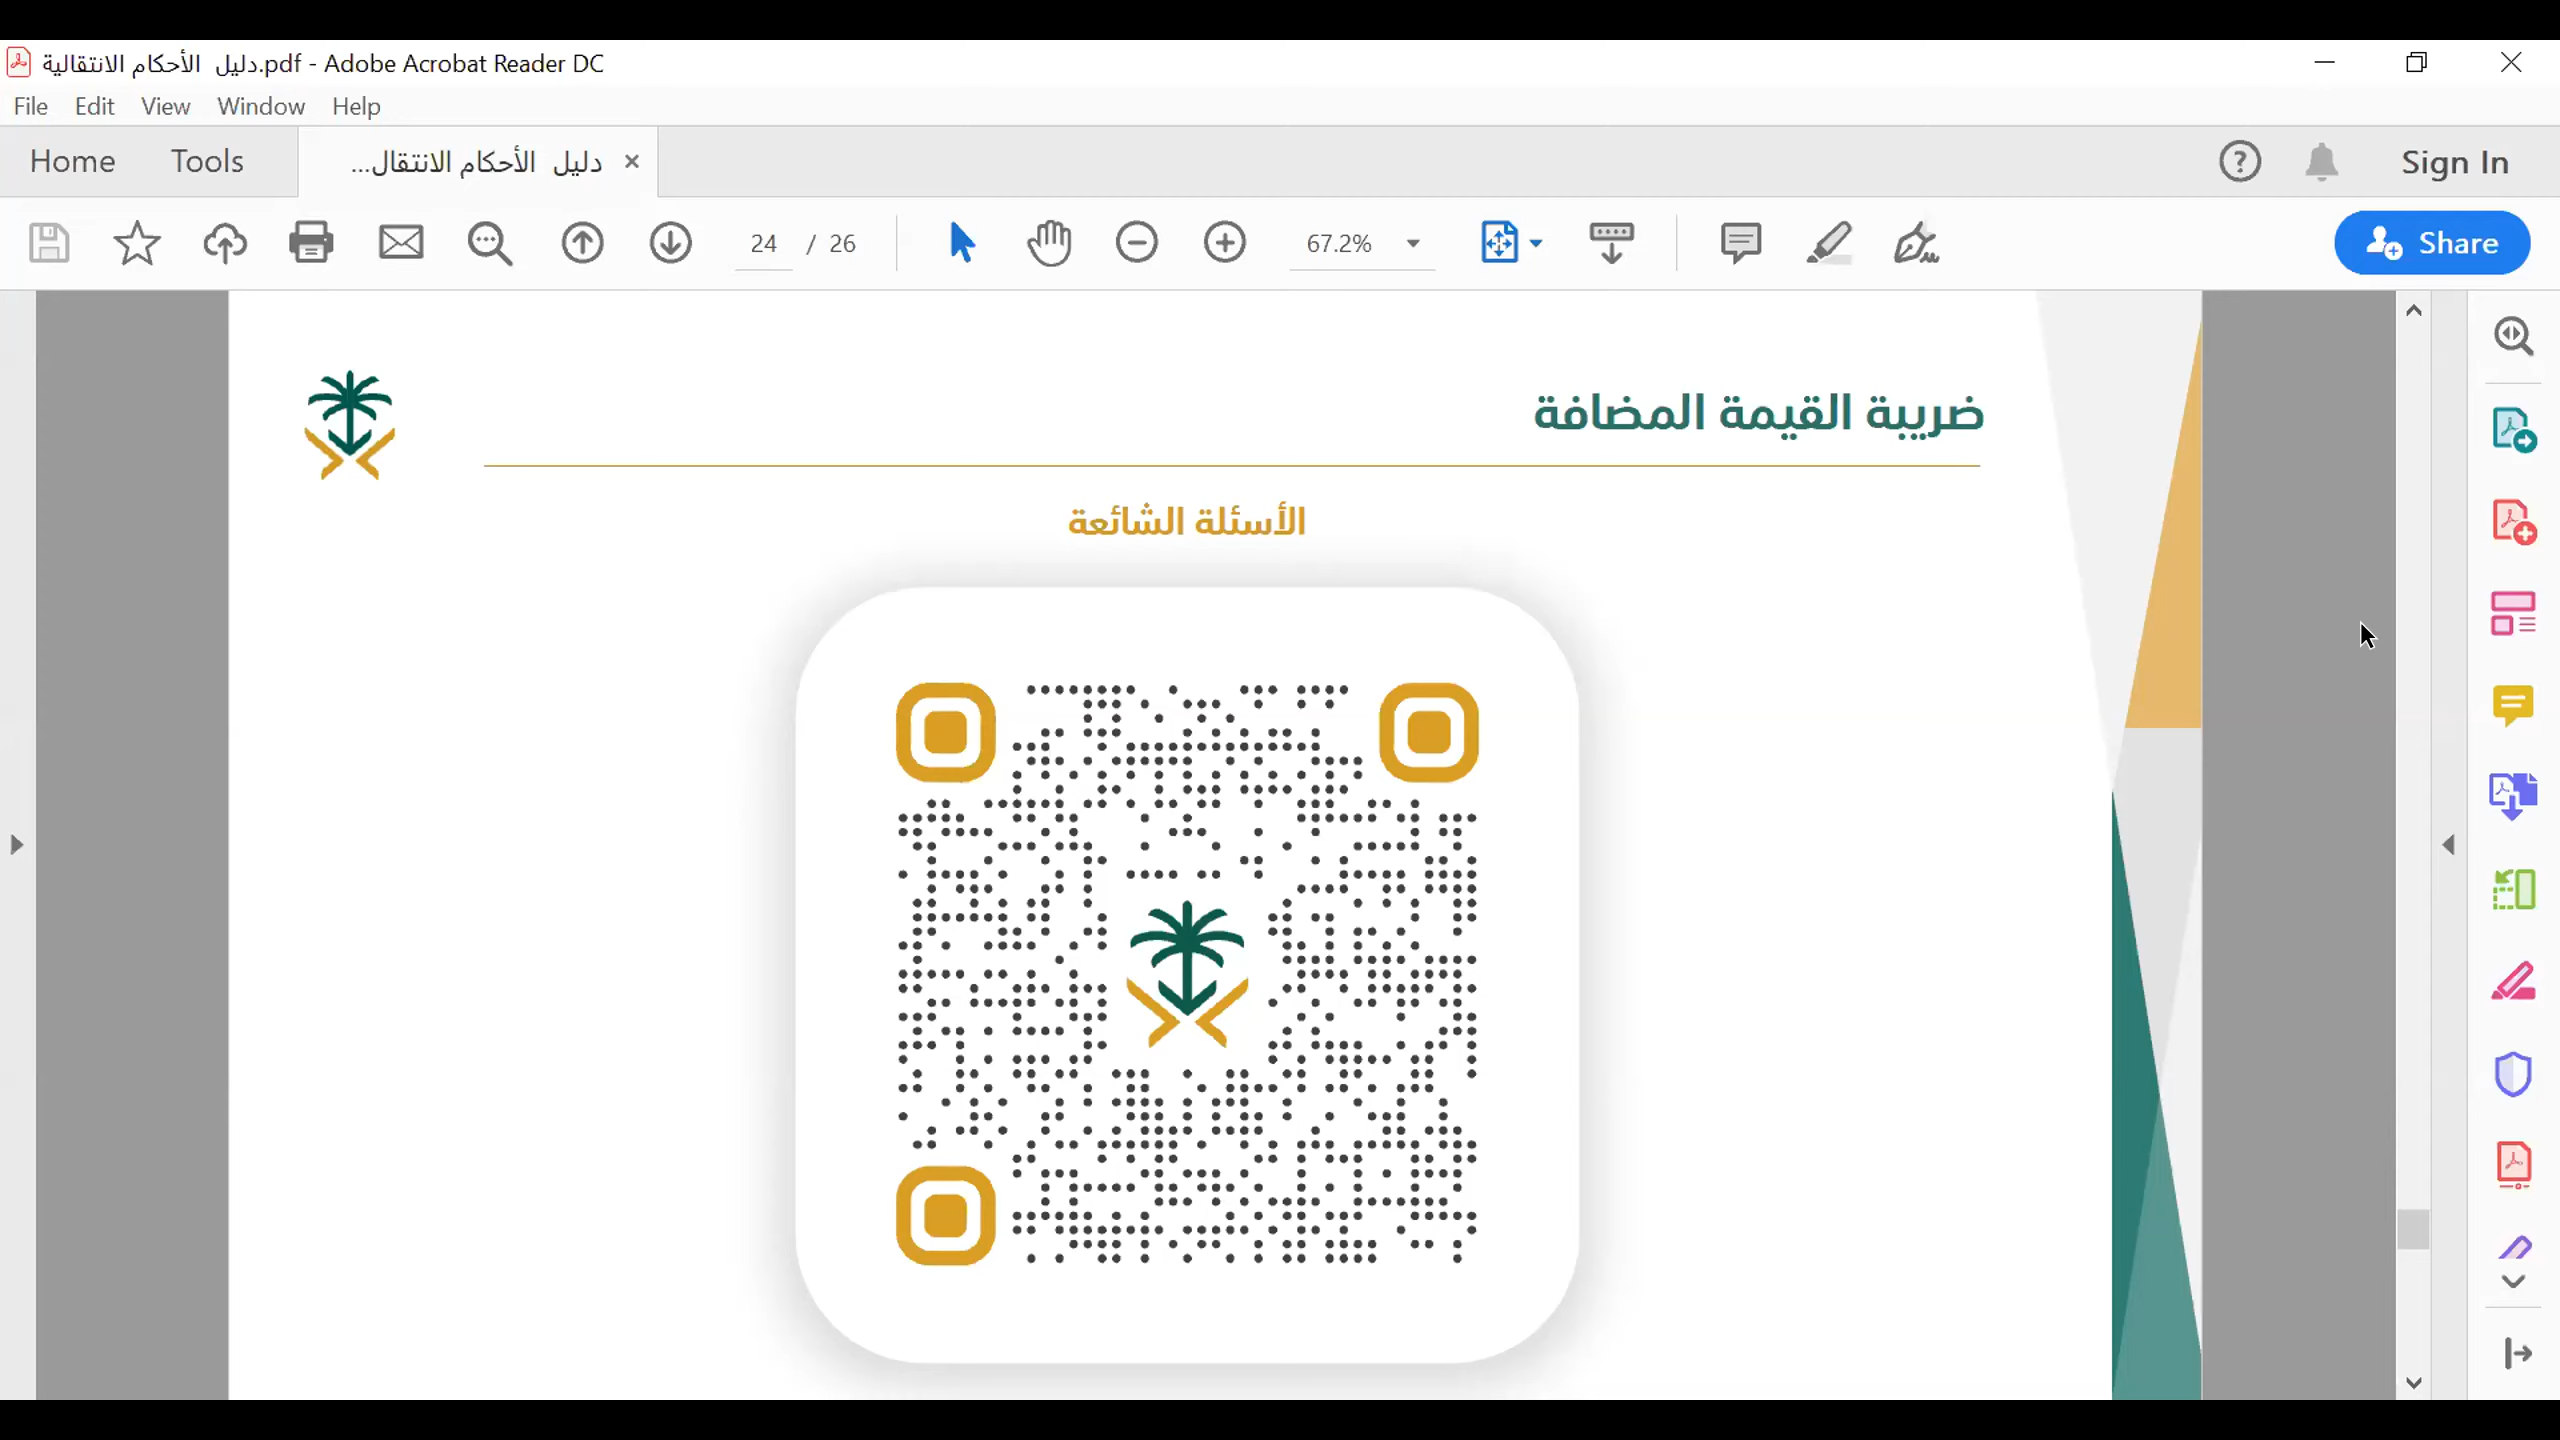 دليل  الأحكام الانتقالية.pdf - Adobe Acrobat Reader DC
File Edit View Window Help
Home Tools دليل  الأحكام الانتقال... × Sign In
24 / 26 67.2% Share
ضريبة القيمة المضافة
الأسئلة الشائعة